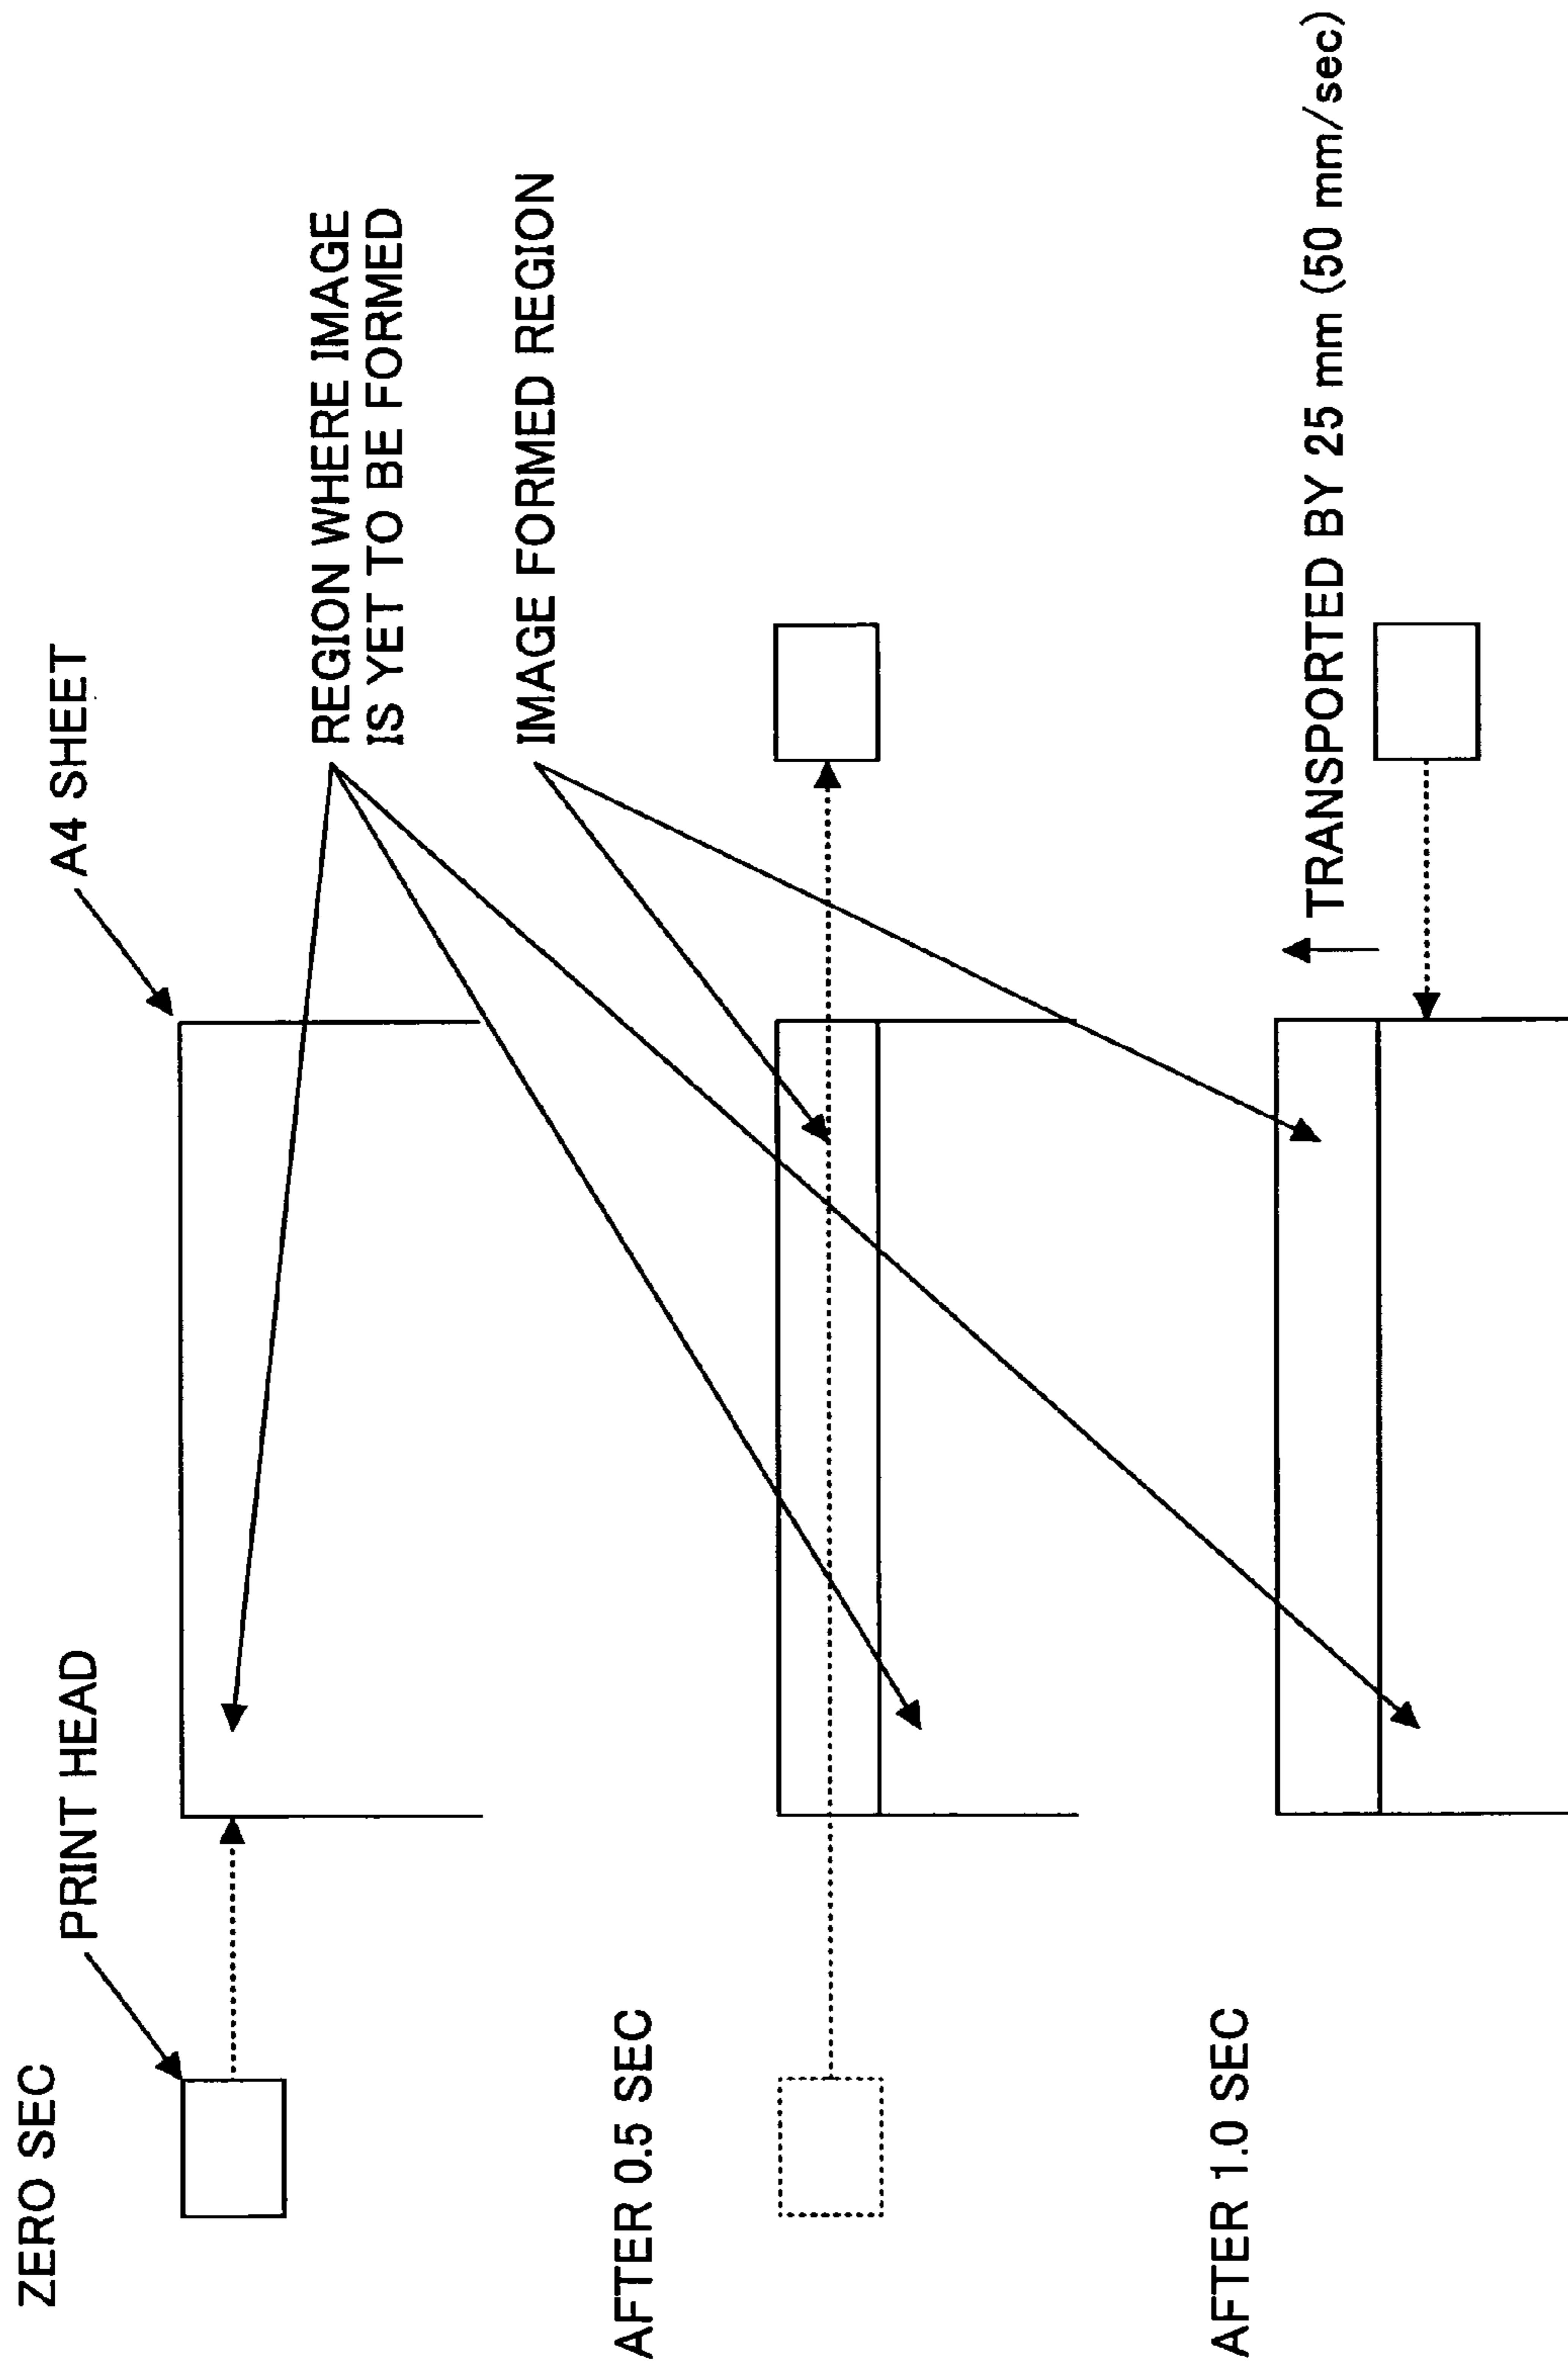 ZERO SEC
PRINT HEAD
A4 SHEET
REGION WHERE IMAGE
IS YET TO BE FORMED
IMAGE FORMED REGION
AFTER 0.5 SEC
AFTER 1.0 SEC
TRANSPORTED BY 25 mm (50 mm/sec)